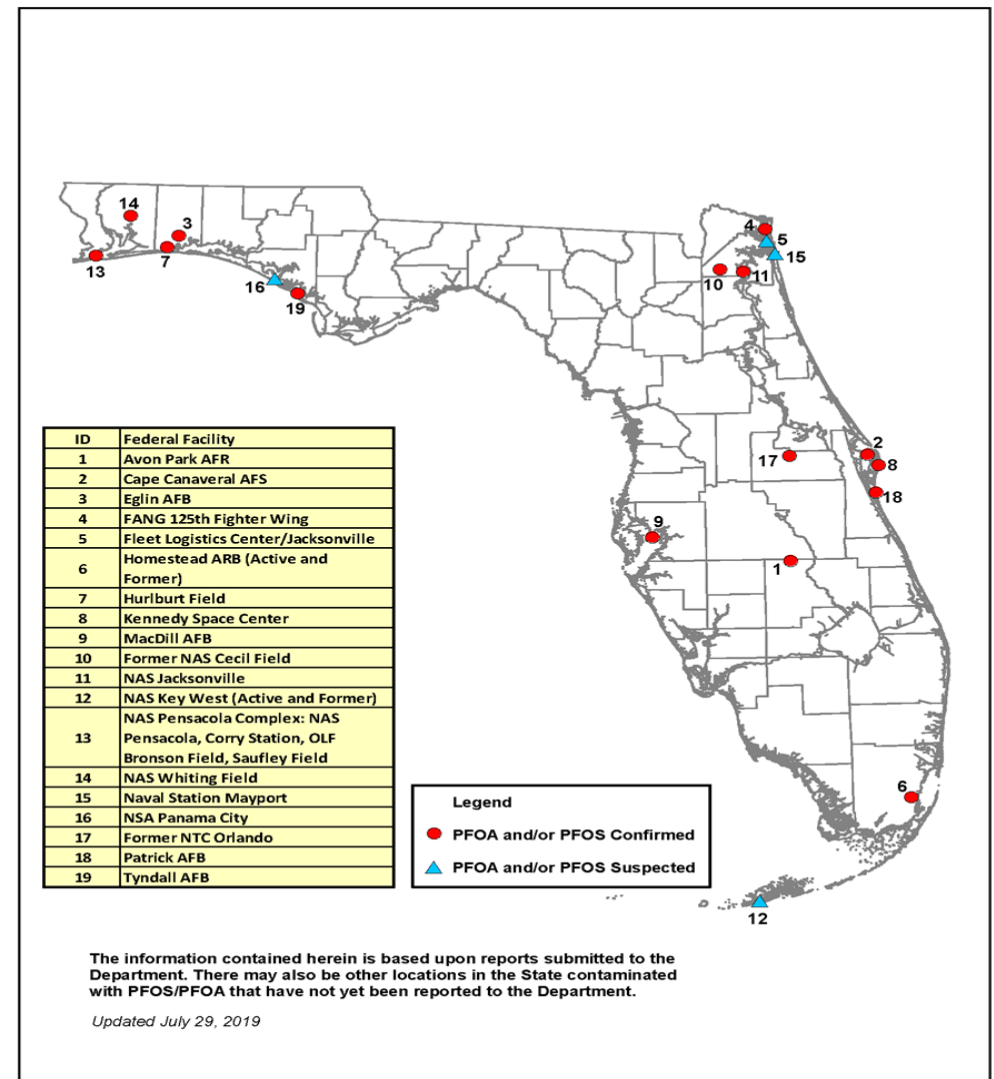 14
3
13
7
16
19
4
5
15
10
11
2
17
8
18
9
1
6
12
ID Federal Facility
1 Avon Park AFR
2 Cape Canaveral AFS
3 Eglin AFB
4 FANG 125th Fighter Wing
5 Fleet Logistics Center/Jacksonville
6 Homestead ARB (Active and
Former)
7 Hurlburt Field
8 Kennedy Space Center
9 MacDill AFB
10 Former NAS Cecil Field
11 NAS Jacksonville
12 NAS Key West (Active and Former)
NAS Pensacola Complex: NAS
13 Pensacola, Corry Station, OLF
Bronson Field, Saufley Field
14 NAS Whiting Field
15 Naval Station Mayport
16 NSA Panama City
17 Former NTC Orlando
18 Patrick AFB
19 Tyndall AFB
Legend
PFOA and/or PFOS Confirmed
PFOA and/or PFOS Suspected
The information contained herein is based upon reports submitted to the
Department. There may also be other locations in the State contaminated
with PFOS/PFOA that have not yet been reported to the Department.
Updated July 29, 2019